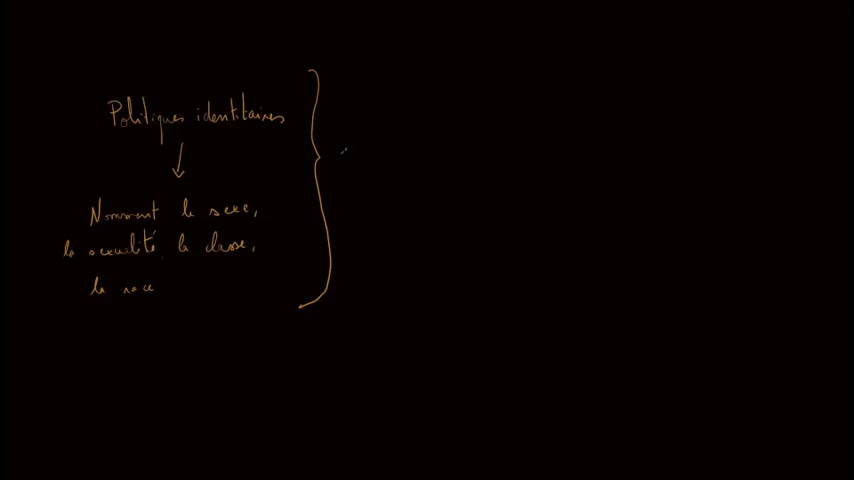 Politiques identitaires
Nomment le sexe,
la sexualité, la classe,
la race